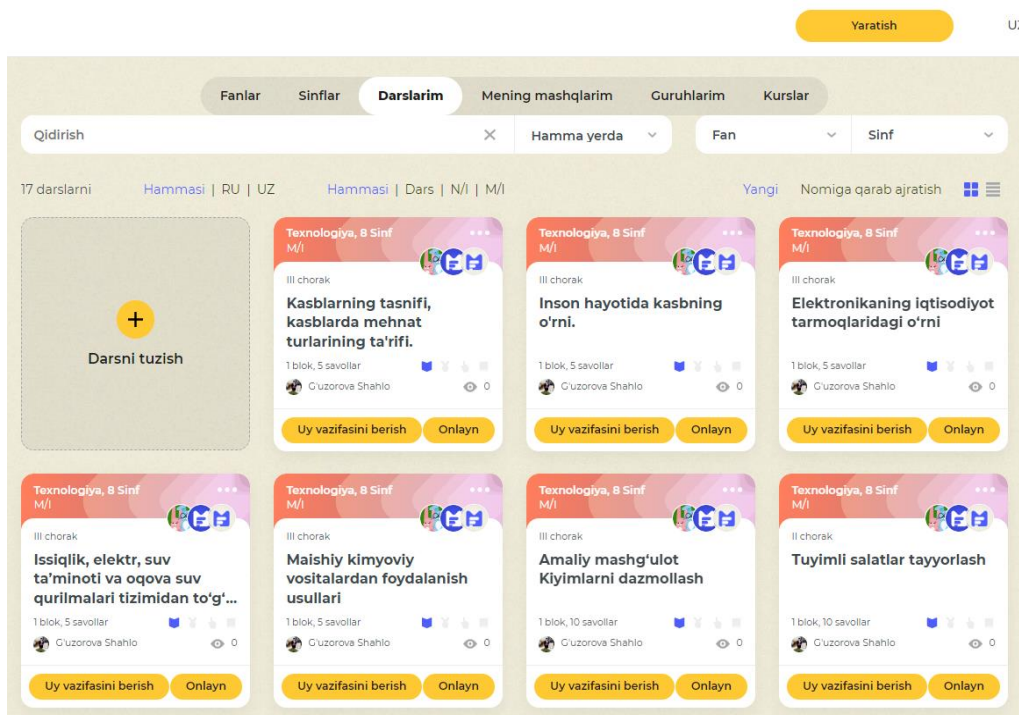 Yaratish
Fanlar Sinflar Darslarim Mening mashqlarim Guruhlarim Kurslar
Qidirish Hamma yerda Fan Sinf
17 darslarni Hammasi | RU | UZ Hammasi | Dars | N/I | M/I Yangi Nomiga qarab ajratish
Darsni tuzish
Texnologiya, 8 Sinf
M/I
III chorak
Kasblarning tasnifi,
kasblarda mehnat
turlarining ta'rifi.
1 blok, 5 savollar
G'uzorova Shahlo 0
Uy vazifasini berish Onlayn
Texnologiya, 8 Sinf
M/I
III chorak
Inson hayotida kasbning
o'rni.
1 blok, 5 savollar
G'uzorova Shahlo 0
Uy vazifasini berish Onlayn
Texnologiya, 8 Sinf
M/I
III chorak
Elektronikaning iqtisodiyot
tarmoqlaridagi o‘rni
1 blok, 5 savollar
G'uzorova Shahlo 0
Uy vazifasini berish Onlayn
Texnologiya, 8 Sinf
M/I
III chorak
Issiqlik, elektr, suv
ta’minoti va oqova suv
qurilmalari tizimidan to‘g‘...
1 blok, 5 savollar
G'uzorova Shahlo 0
Uy vazifasini berish Onlayn
Texnologiya, 8 Sinf
M/I
III chorak
Maishiy kimyoviy
vositalardan foydalanish
usullari
1 blok, 5 savollar
G'uzorova Shahlo 0
Uy vazifasini berish Onlayn
Texnologiya, 8 Sinf
M/I
III chorak
Amaliy mashg‘ulot
Kiyimlarni dazmollash
1 blok, 10 savollar
G'uzorova Shahlo 0
Uy vazifasini berish Onlayn
Texnologiya, 8 Sinf
M/I
II chorak
Tuyimli salatlar tayyorlash
1 blok, 10 savollar
G'uzorova Shahlo 0
Uy vazifasini berish Onlayn